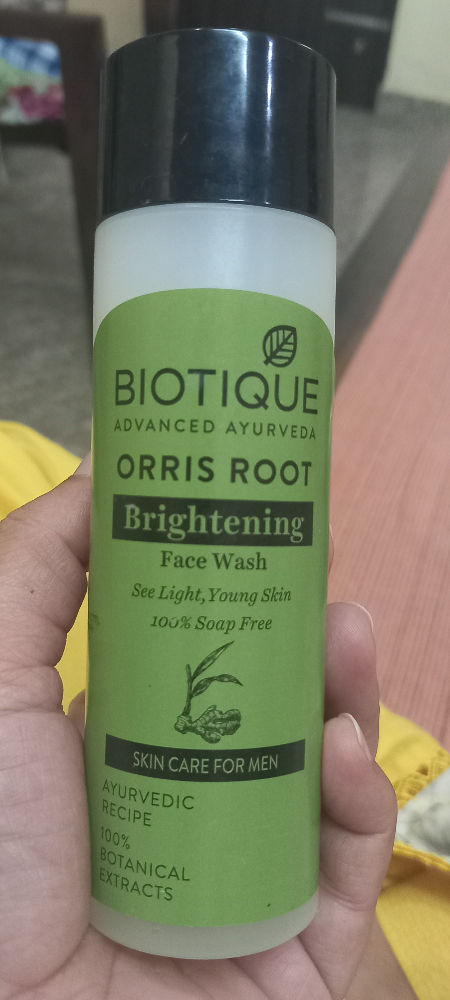 BIOTIQUE
ADVANCED AYURVEDA
ORRIS ROOT
Brightening
Face Wash
See Light, Young Skin
100% Soap Free
SKIN CARE FOR MEN
AYURVEDIC
RECIPE
100%
BOTANICAL
EXTRACTS